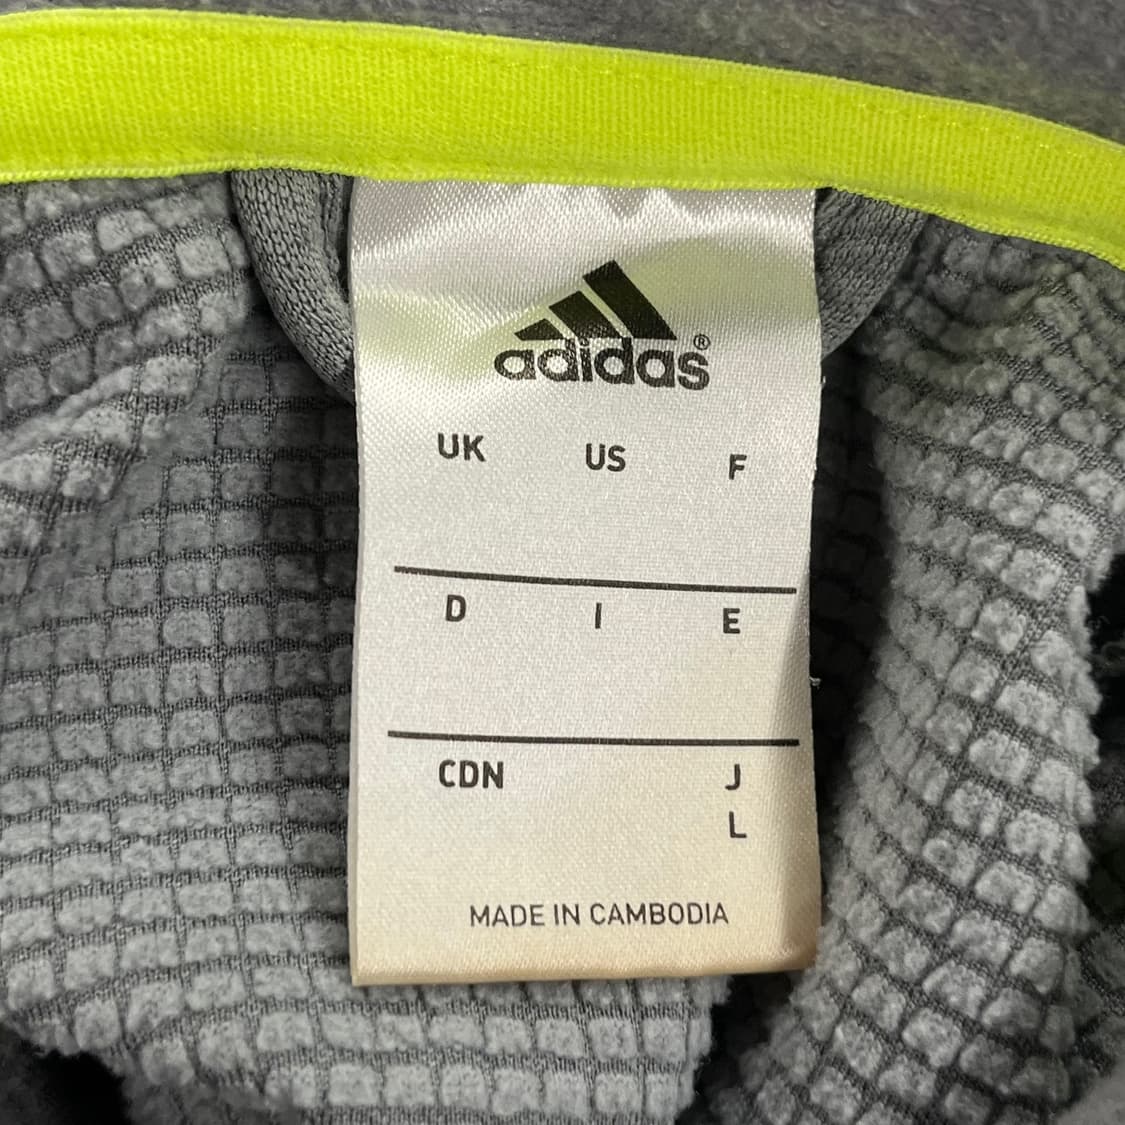 adidas®
UK US F
D I E
CDN J
L
MADE IN CAMBODIA